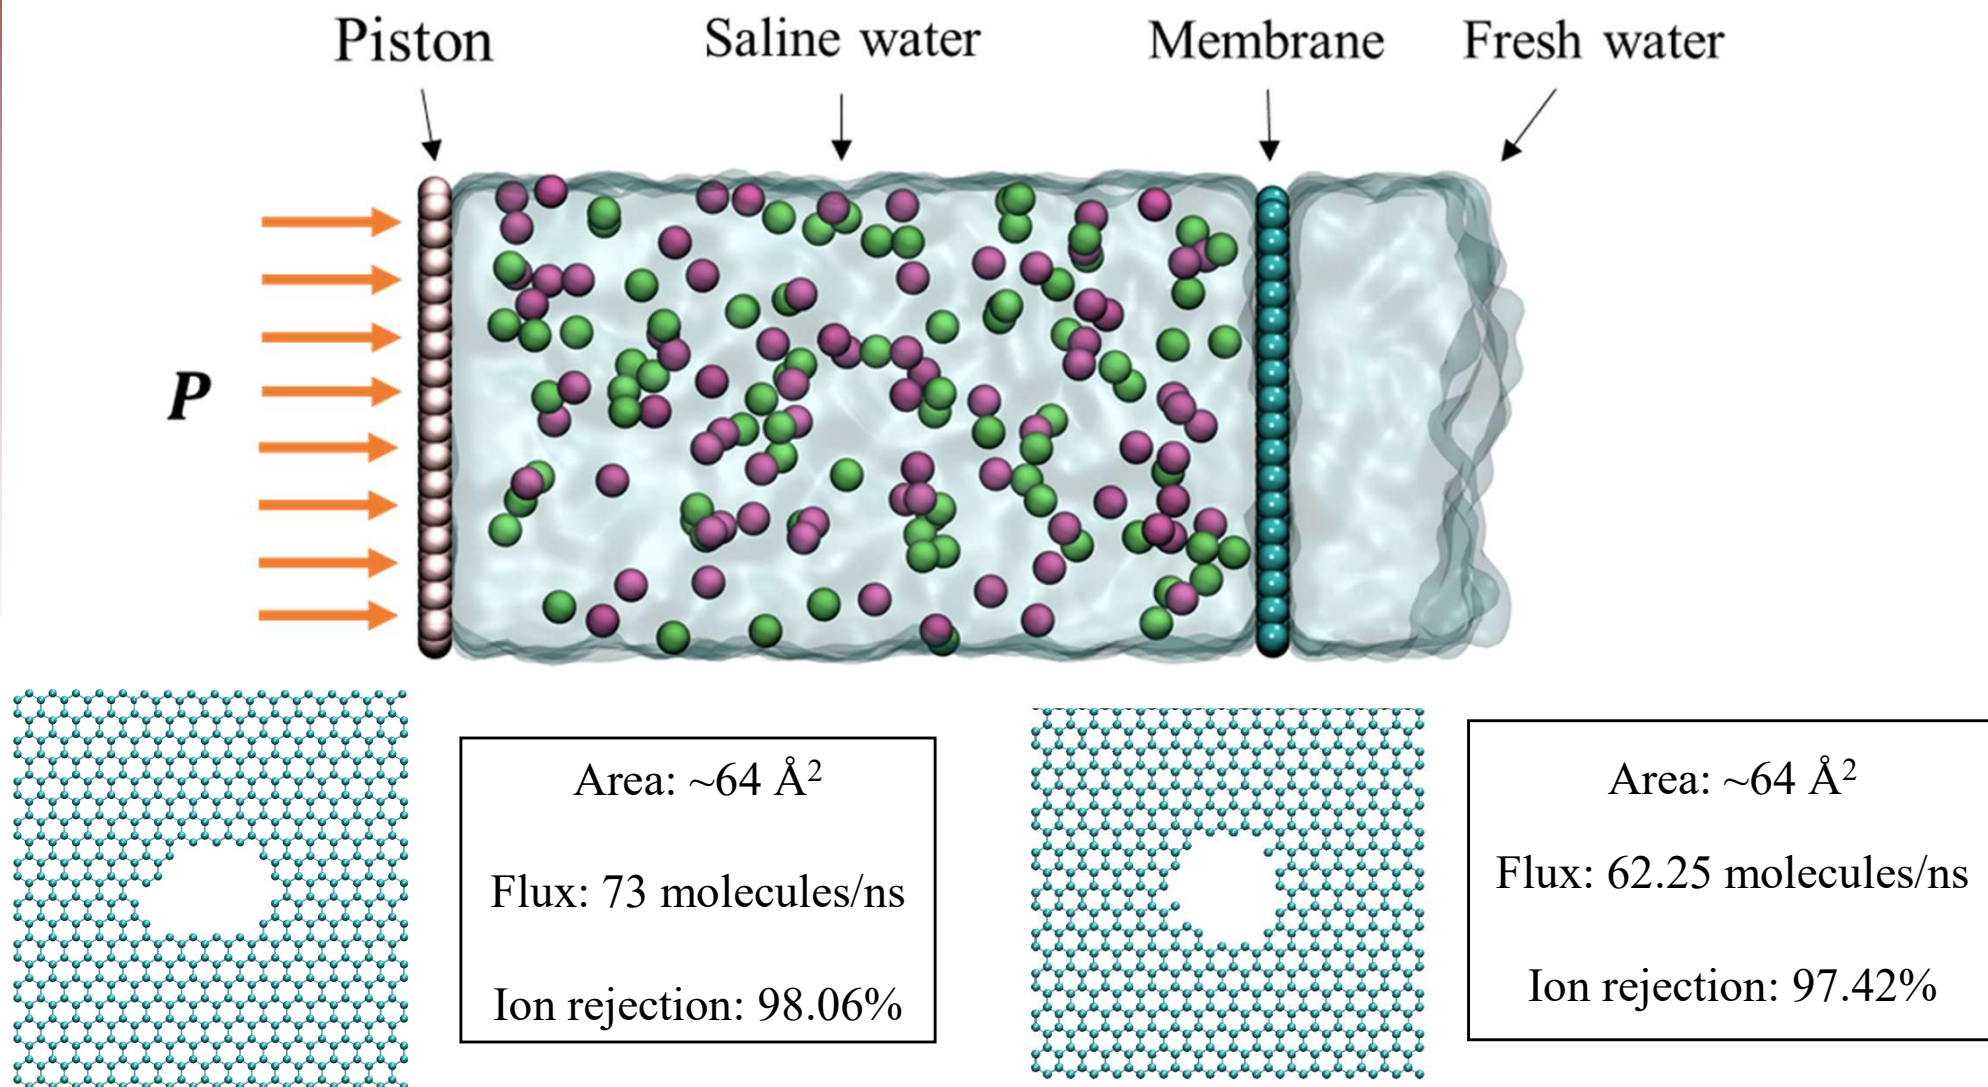 Piston
Saline water
Membrane
Fresh water
P
Area: ~64 Å²
Flux: 73 molecules/ns
Ion rejection: 98.06%
Area: ~64 Å²
Flux: 62.25 molecules/ns
Ion rejection: 97.42%